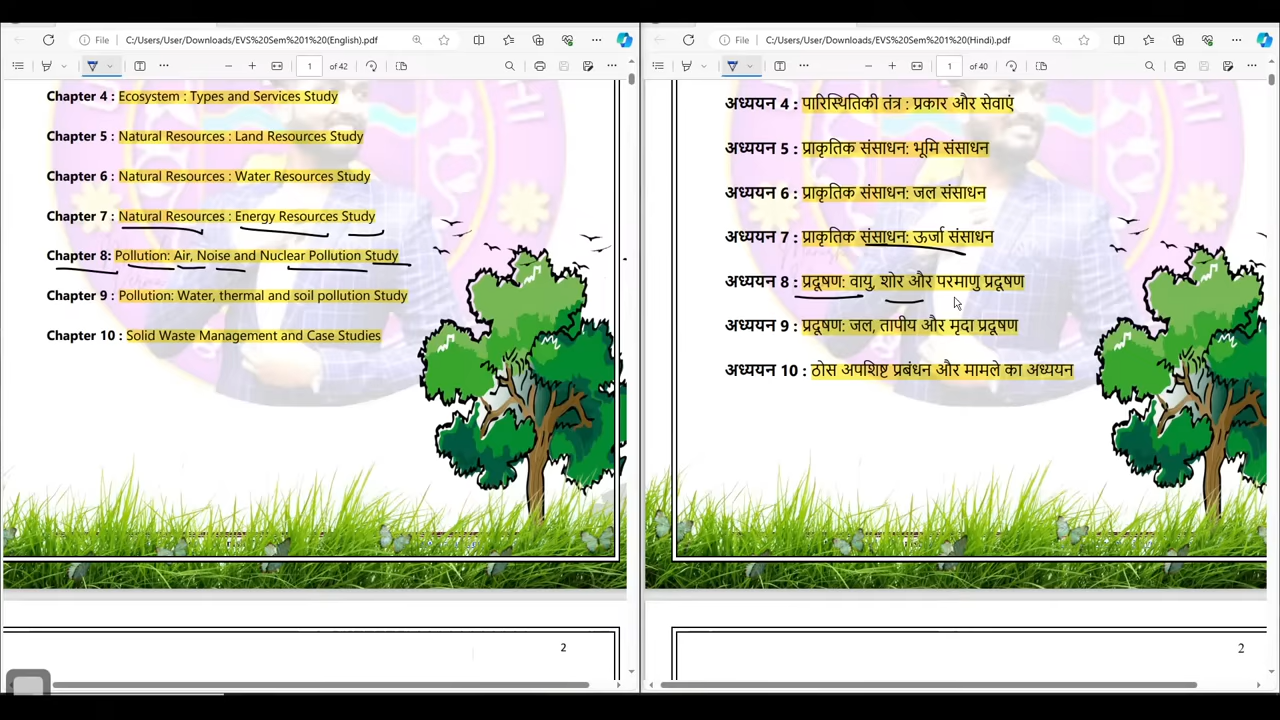 File C:/Users/User/Downloads/EVS%20Sem%201%20(English).pdf
1 of 42
Chapter 4 : Ecosystem : Types and Services Study
Chapter 5 : Natural Resources : Land Resources Study
Chapter 6 : Natural Resources : Water Resources Study
Chapter 7 : Natural Resources : Energy Resources Study
Chapter 8: Pollution: Air, Noise and Nuclear Pollution Study
Chapter 9 : Pollution: Water, thermal and soil pollution Study
Chapter 10 : Solid Waste Management and Case Studies
2
File C:/Users/User/Downloads/EVS%20Sem%201%20(Hindi).pdf
1 of 40
अध्ययन 4 : पारिस्थितिकी तंत्र : प्रकार और सेवाएं
अध्ययन 5 : प्राकृतिक संसाधन: भूमि संसाधन
अध्ययन 6 : प्राकृतिक संसाधन: जल संसाधन
अध्ययन 7 : प्राकृतिक संसाधन: ऊर्जा संसाधन
अध्ययन 8 : प्रदूषण: वायु, शोर और परमाणु प्रदूषण
अध्ययन 9 : प्रदूषण: जल, तापीय और मृदा प्रदूषण
अध्ययन 10 : ठोस अपशिष्ट प्रबंधन और मामले का अध्ययन
2